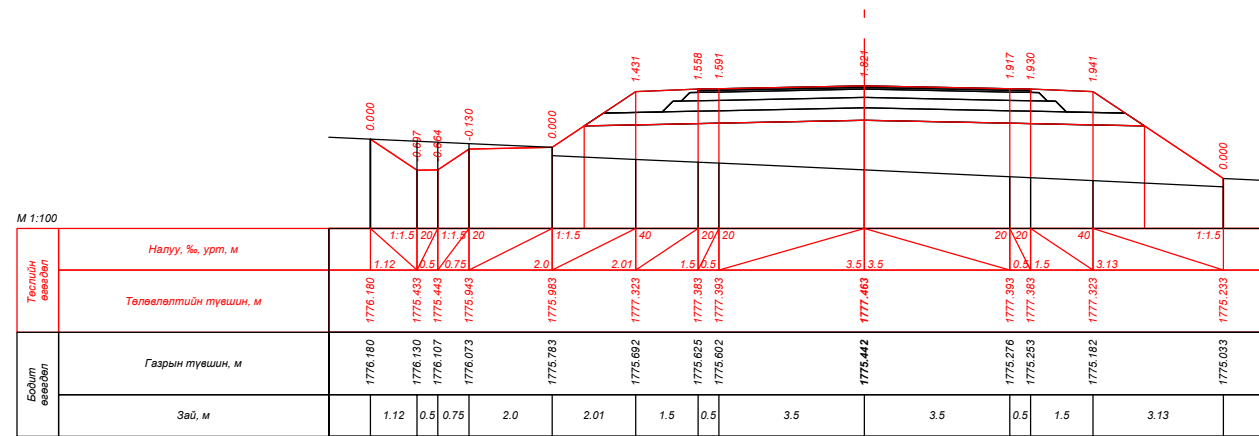 0.000 0.697 0.664 -0.130 0.000 1.431 1.558 1.591 1.821 1.917 1.930 1.941 0.000
М 1:100
Төслийн өгөгдөл
Налуу, ‰, урт, м
1:1.5 20 1:1.5 20 1:1.5 40 20 20 20 20 40 1:1.5
1.12 0.5 0.75 2.0 2.01 1.5 0.5 3.5 3.5 0.5 1.5 3.13
Төлөвлөлтийн түвшин, м
1776.180 1775.433 1775.443 1775.943 1775.983 1777.323 1777.383 1777.393 1777.463 1777.393 1777.383 1777.323 1775.233
Бодит өгөгдөл
Газрын түвшин, м
1776.180 1776.130 1776.107 1776.073 1775.783 1775.692 1775.625 1775.602 1775.442 1775.276 1775.253 1775.182 1775.033
Зай, м
1.12 0.5 0.75 2.0 2.01 1.5 0.5 3.5 3.5 0.5 1.5 3.13